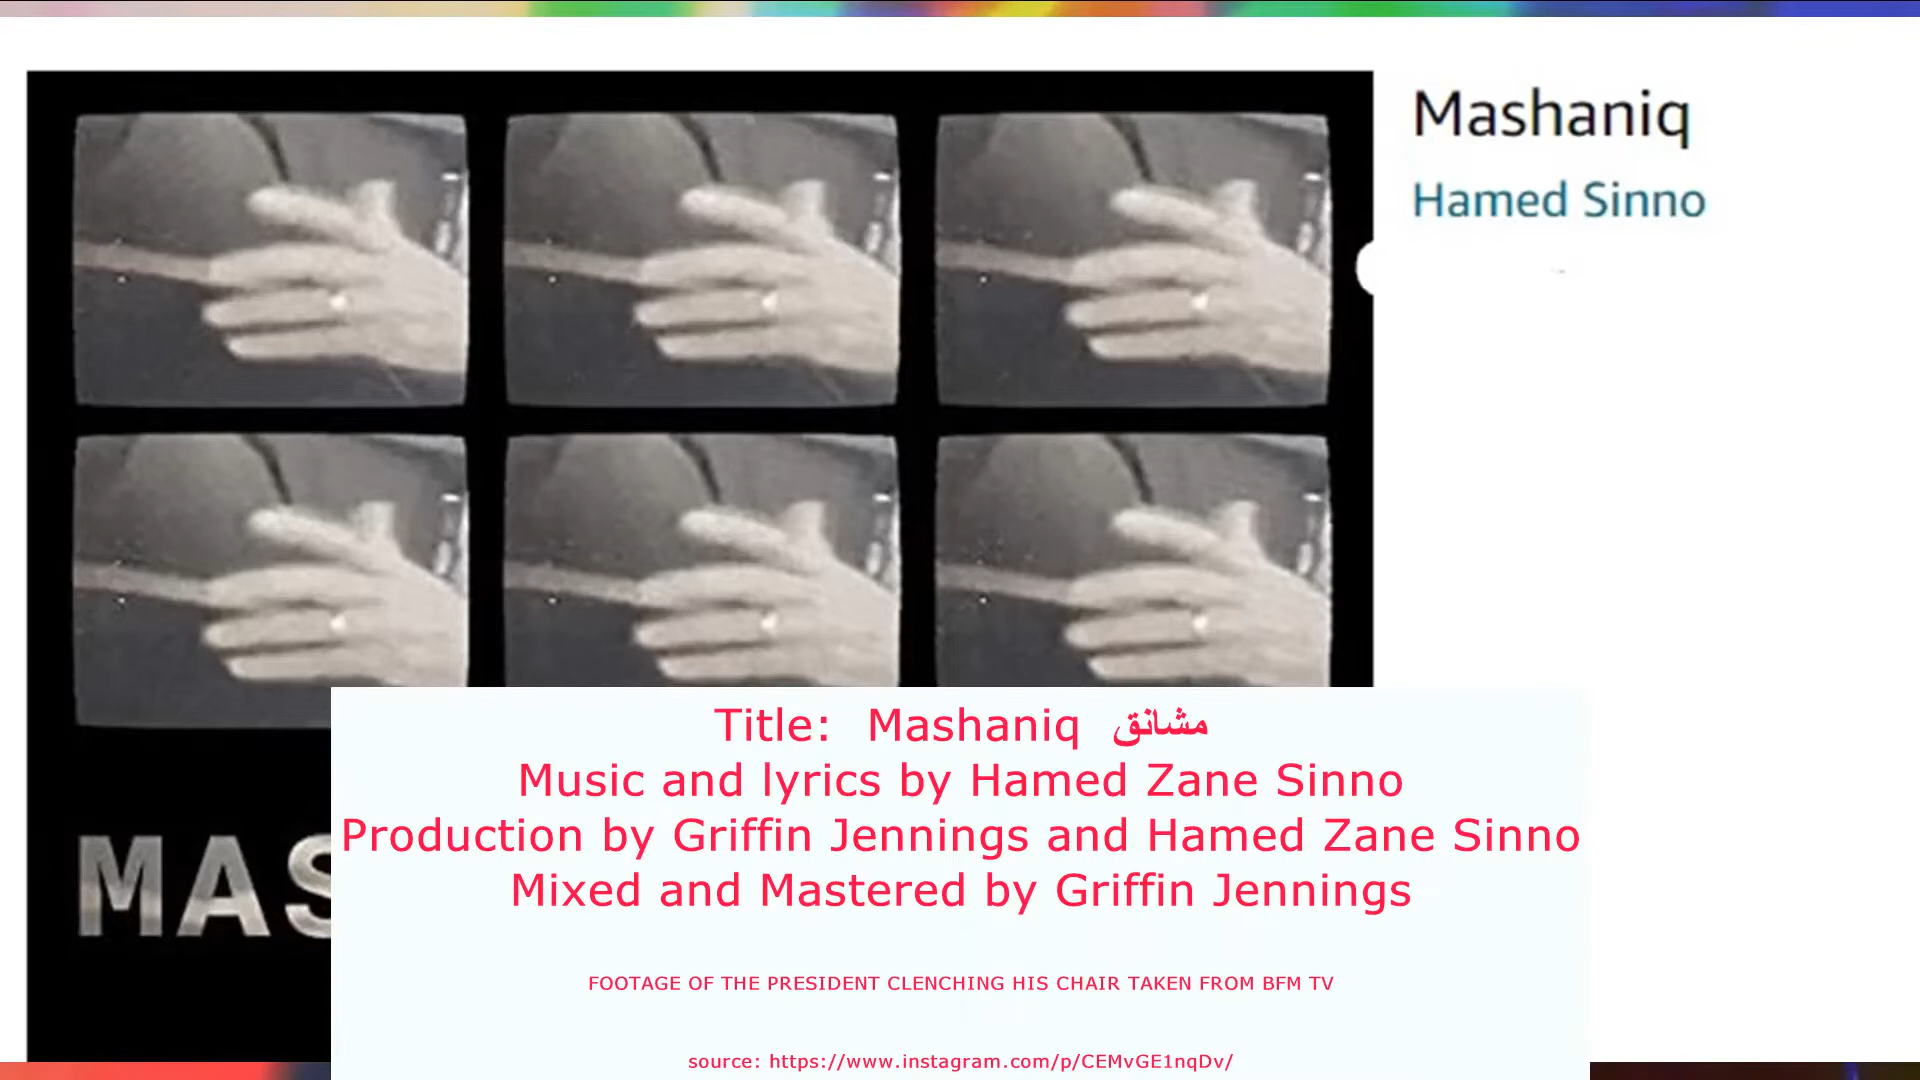 Mashaniq
Hamed Sinno
MAS
Title: Mashaniq مشانق
Music and lyrics by Hamed Zane Sinno
Production by Griffin Jennings and Hamed Zane Sinno
Mixed and Mastered by Griffin Jennings
FOOTAGE OF THE PRESIDENT CLENCHING HIS CHAIR TAKEN FROM BFM TV
source: https://www.instagram.com/p/CEMvGE1nqDv/